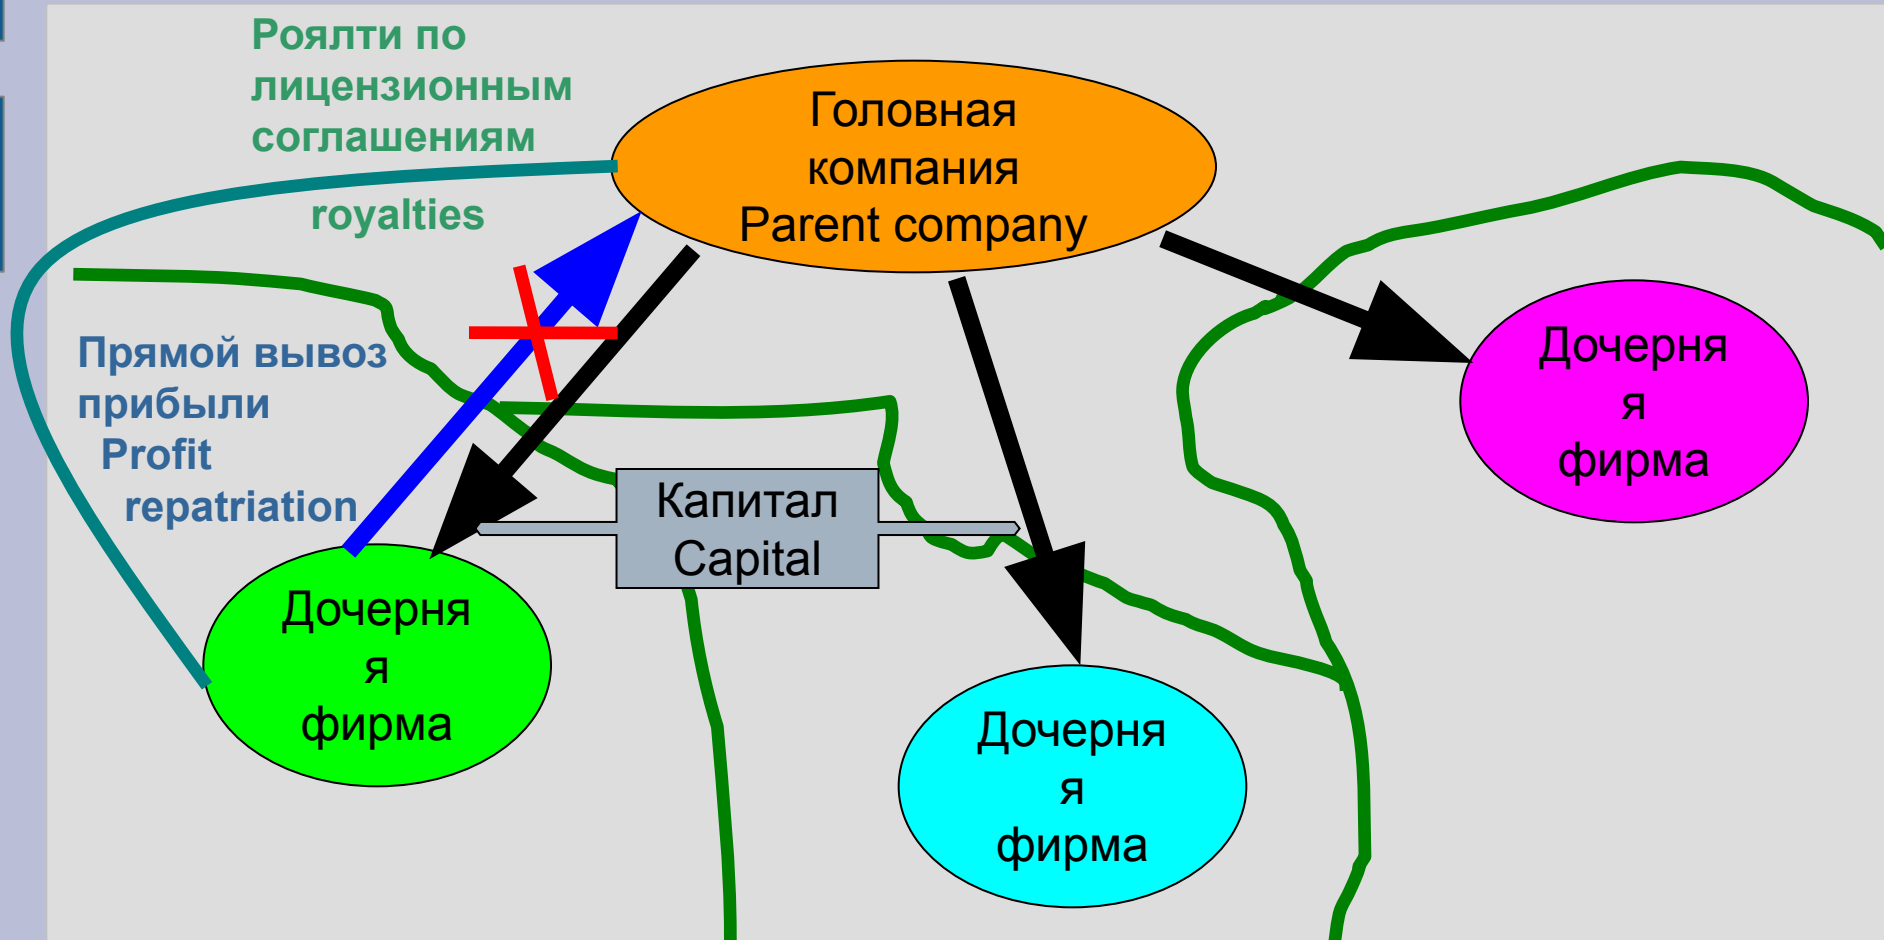 Роялти по
лицензионным
соглашениям
royalties
Головная
компания
Parent company
Прямой вывоз
прибыли
Profit
repatriation
Капитал
Capital
Дочерня
я
фирма
Дочерня
я
фирма
Дочерня
я
фирма